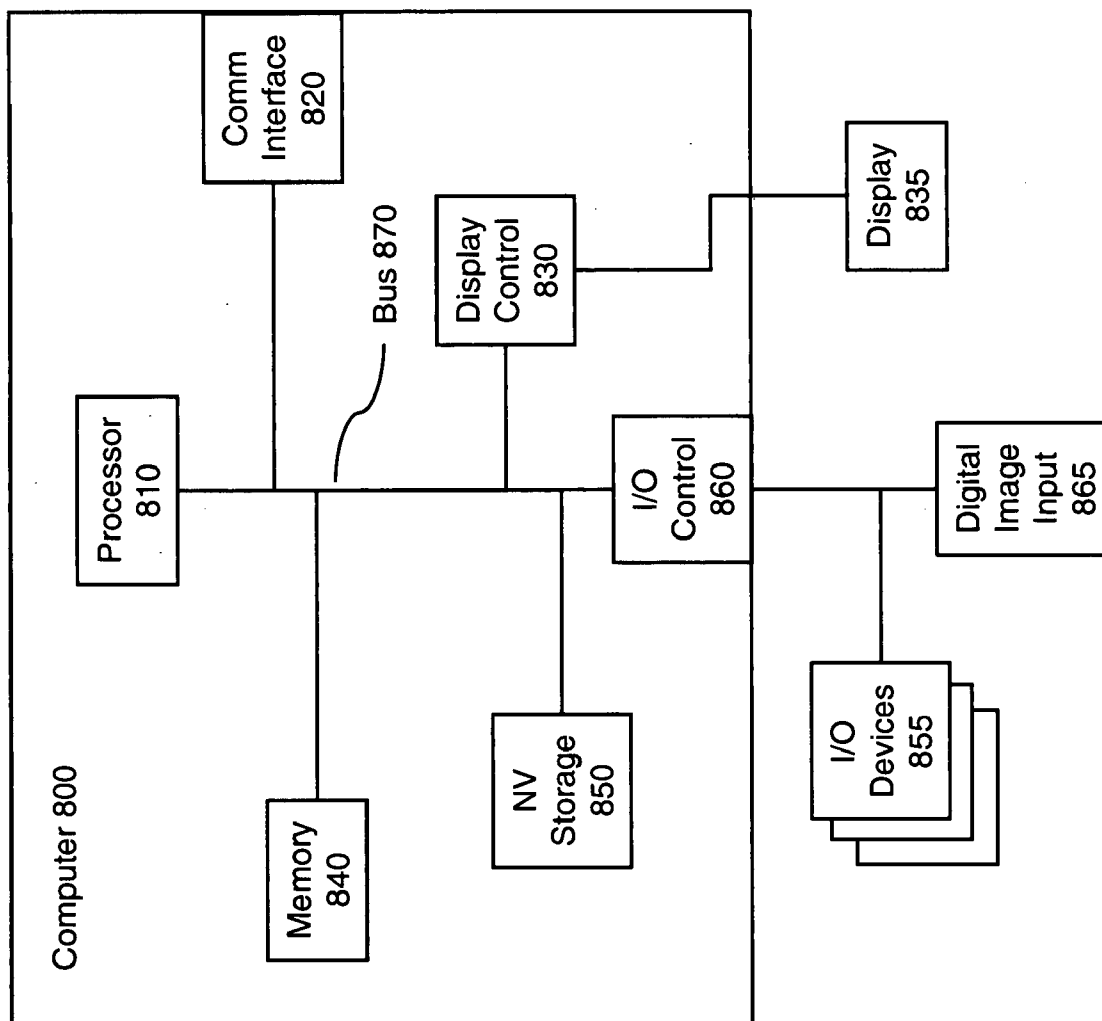 Computer 800
Processor
810
Comm
Interface
820
Memory
840
Bus 870
NV
Storage
850
Display
Control
830
I/O
Control
860
I/O
Devices
855
Digital
Image
Input
865
Display
835